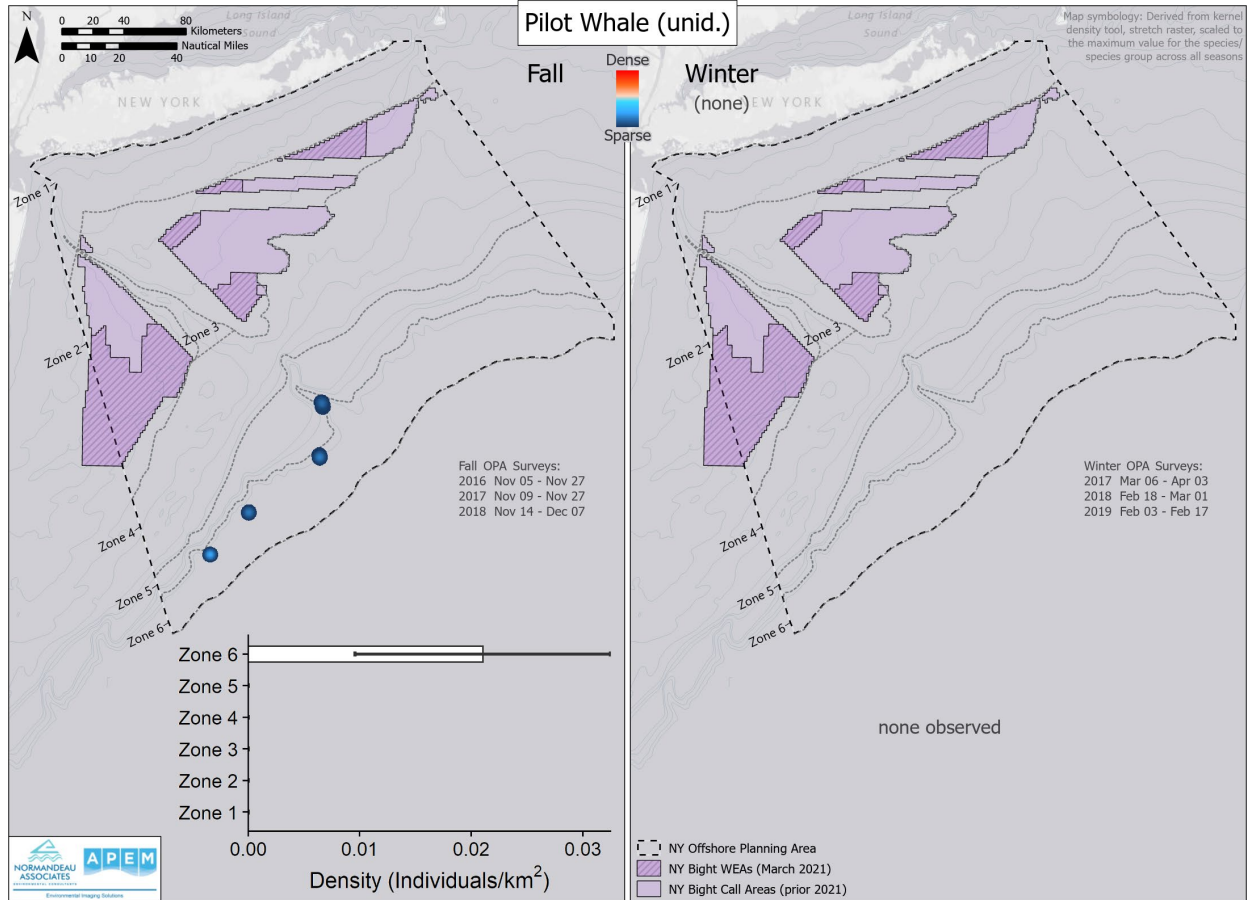 Pilot Whale (unid.)
N
0 20 40 80
Kilometers
Nautical Miles
0 10 20 40
Long Island
Sound
NEW YORK
Fall
Dense
Sparse
Zone 1
Zone 2
Zone 3
Zone 4
Zone 5
Zone 6
Fall OPA Surveys:
2016 Nov 05 - Nov 27
2017 Nov 09 - Nov 27
2018 Nov 14 - Dec 07
Zone 6
Zone 5
Zone 4
Zone 3
Zone 2
Zone 1
0.00 0.01 0.02 0.03
Density (Individuals/km²)
NORMANDEAU
ASSOCIATES
ENVIRONMENTAL CONSULTANTS
APEM
Environmental Imaging Solutions
Winter
(none)
Long Island
Sound
EW YORK
Map symbology: Derived from kernel
density tool, stretch raster, scaled to
the maximum value for the species/
species group across all seasons
Zone 1
Zone 2
Zone 3
Zone 4
Zone 5
Zone 6
Winter OPA Surveys:
2017 Mar 06 - Apr 03
2018 Feb 18 - Mar 01
2019 Feb 03 - Feb 17
none observed
NY Offshore Planning Area
NY Bight WEAs (March 2021)
NY Bight Call Areas (prior 2021)